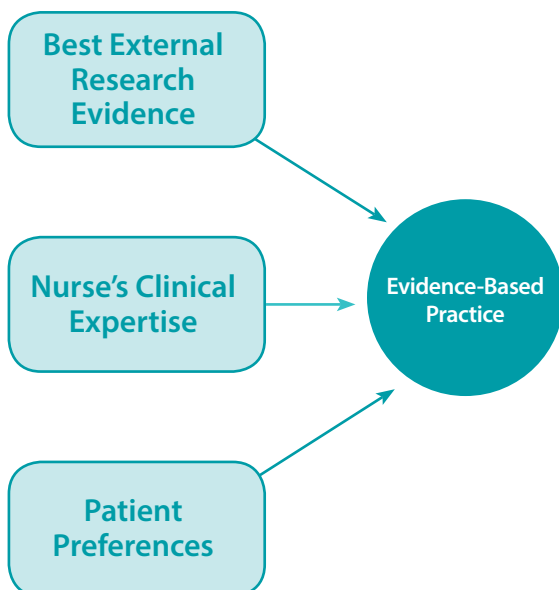 Best External
Research
Evidence
Nurse’s Clinical
Expertise
Evidence-Based
Practice
Patient
Preferences